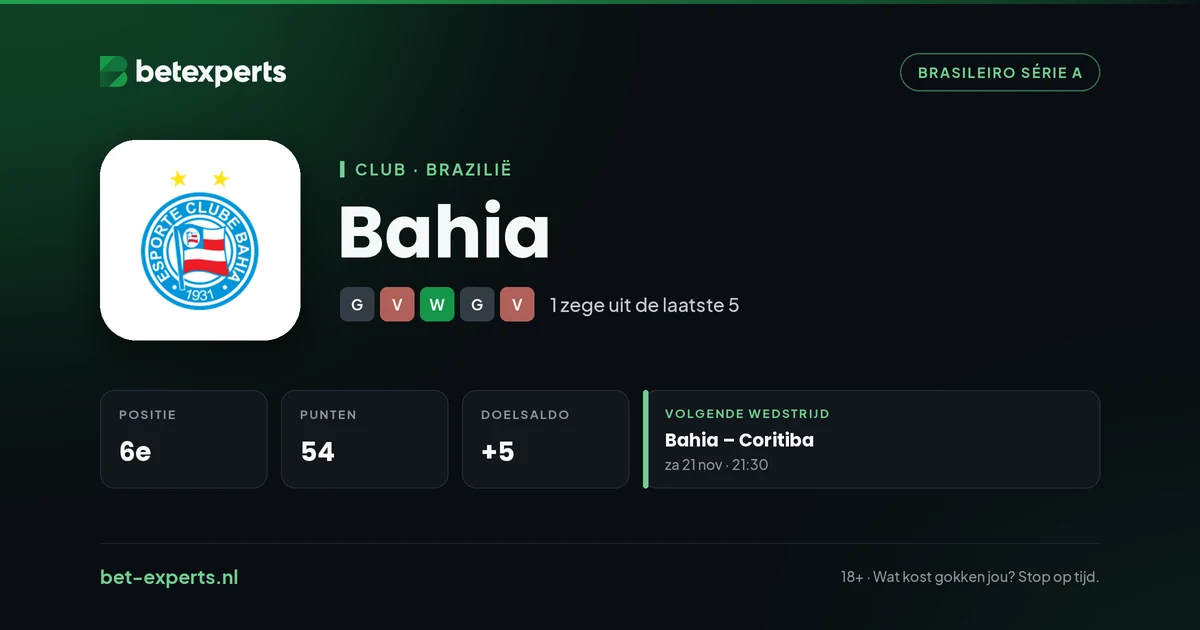 betexperts
BRASILEIRO SÉRIE A
ESPORTE CLUBE BAHIA
1931
CLUB · BRAZILIË
Bahia
G V W G V 1 zege uit de laatste 5
POSITIE
6e
PUNTEN
54
DOELSALDO
+5
VOLGENDE WEDSTRIJD
Bahia – Coritiba
za 21 nov · 21:30
bet-experts.nl
18+ · Wat kost gokken jou? Stop op tijd.